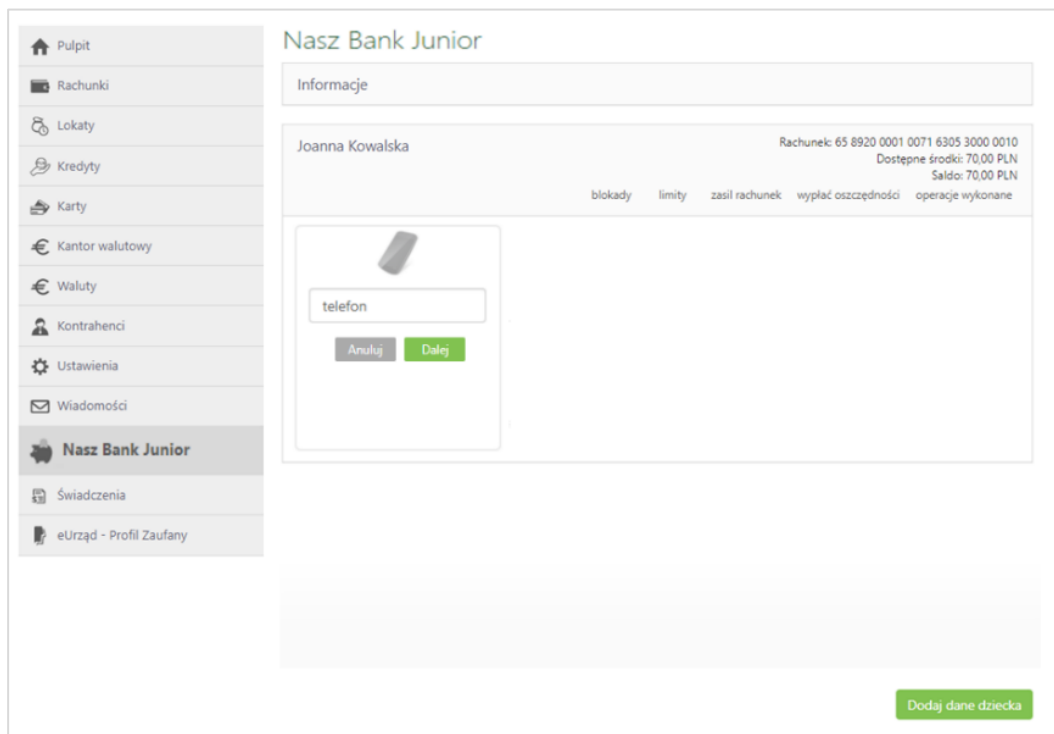 Pulpit
Rachunki
Lokaty
Kredyty
Karty
Kantor walutowy
Waluty
Kontrahenci
Ustawienia
Wiadomości
Nasz Bank Junior
Świadczenia
eUrząd - Profil Zaufany
Nasz Bank Junior
Informacje
Joanna Kowalska
Rachunek: 65 8920 0001 0071 6305 3000 0010
Dostępne środki: 70,00 PLN
Saldo: 70,00 PLN
blokady limity zasil rachunek wypłać oszczędności operacje wykonane
telefon
Anuluj Dalej
Dodaj dane dziecka